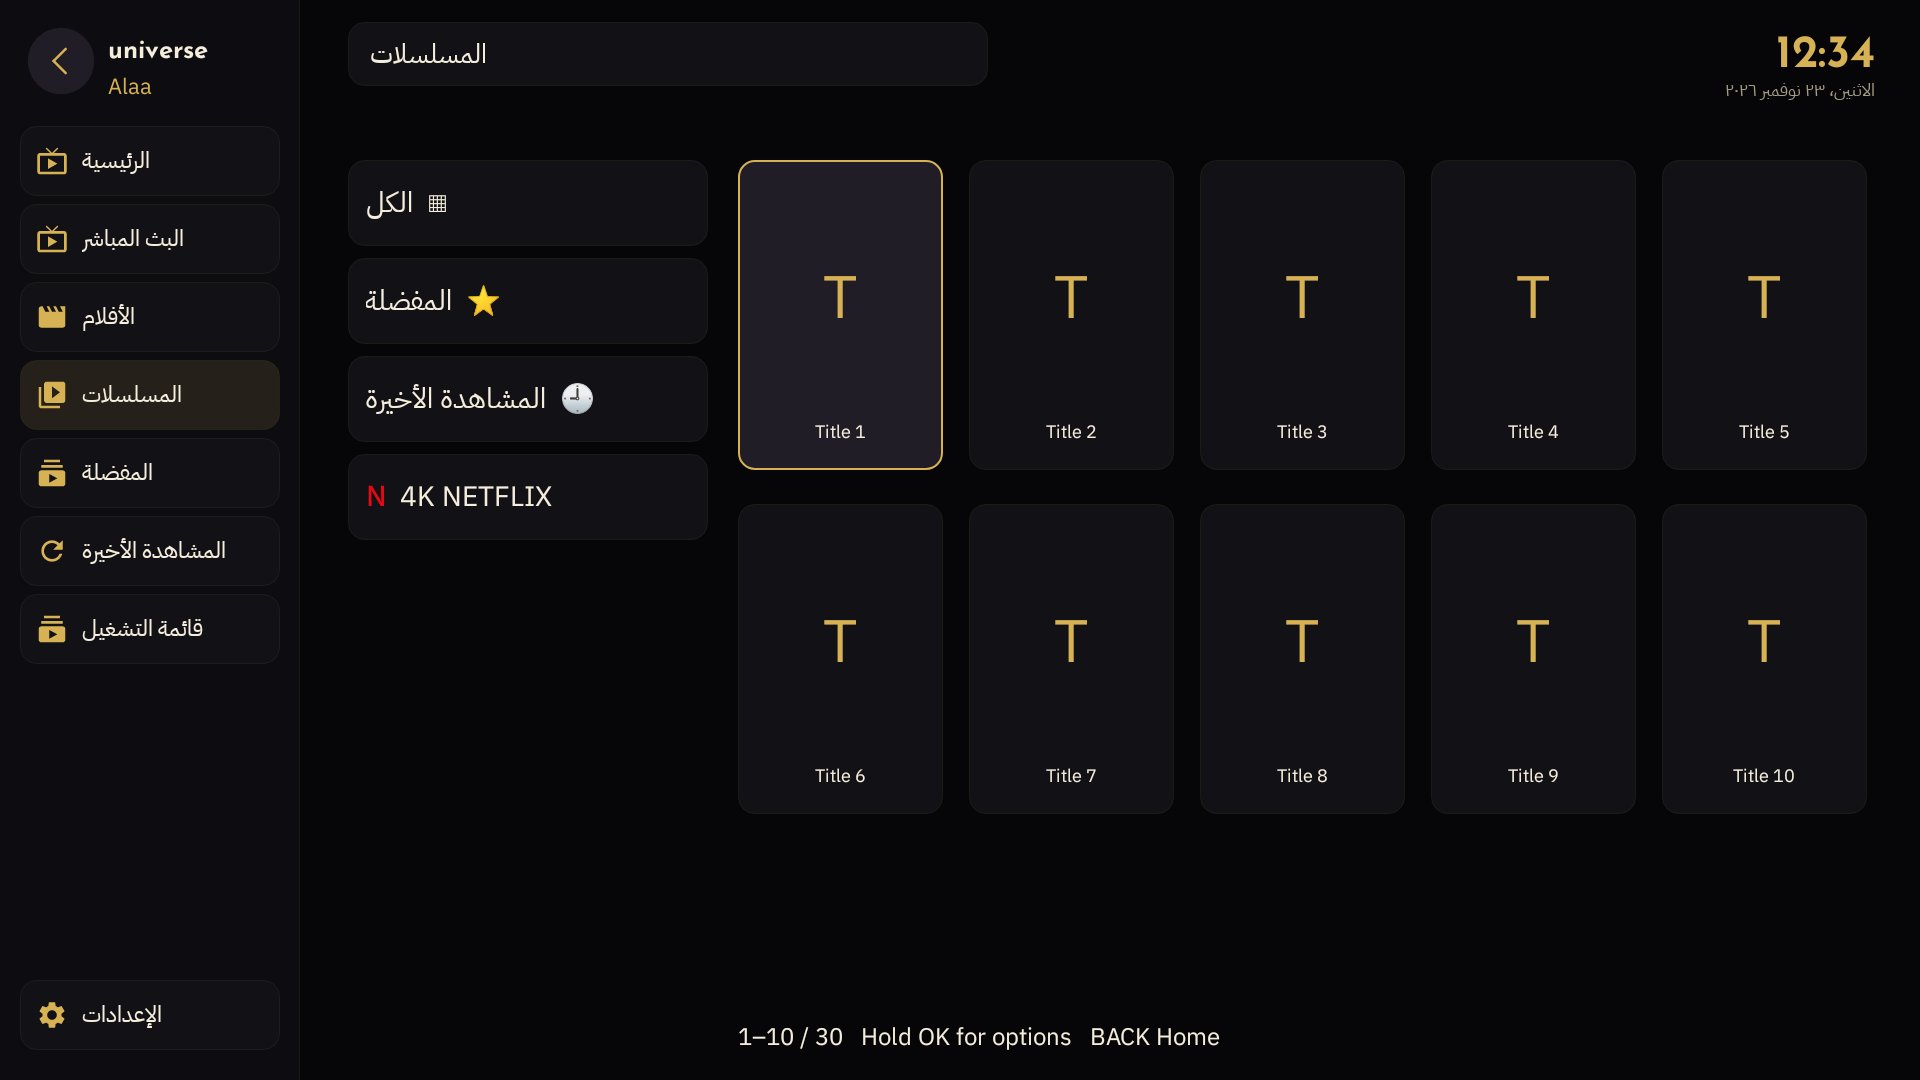 universe
Alaa
الرئيسية
البث المباشر
الأفلام
المسلسلات
المفضلة
المشاهدة الأخيرة
قائمة التشغيل
الإعدادات
المسلسلات
12:34
الاثنين، ٢٣ نوفمبر ٢٠٢٦
الكل
المفضلة
المشاهدة الأخيرة
N 4K NETFLIX
T
T
T
T
T
Title 1
Title 2
Title 3
Title 4
Title 5
T
T
T
T
T
Title 6
Title 7
Title 8
Title 9
Title 10
1–10 / 30 Hold OK for options BACK Home